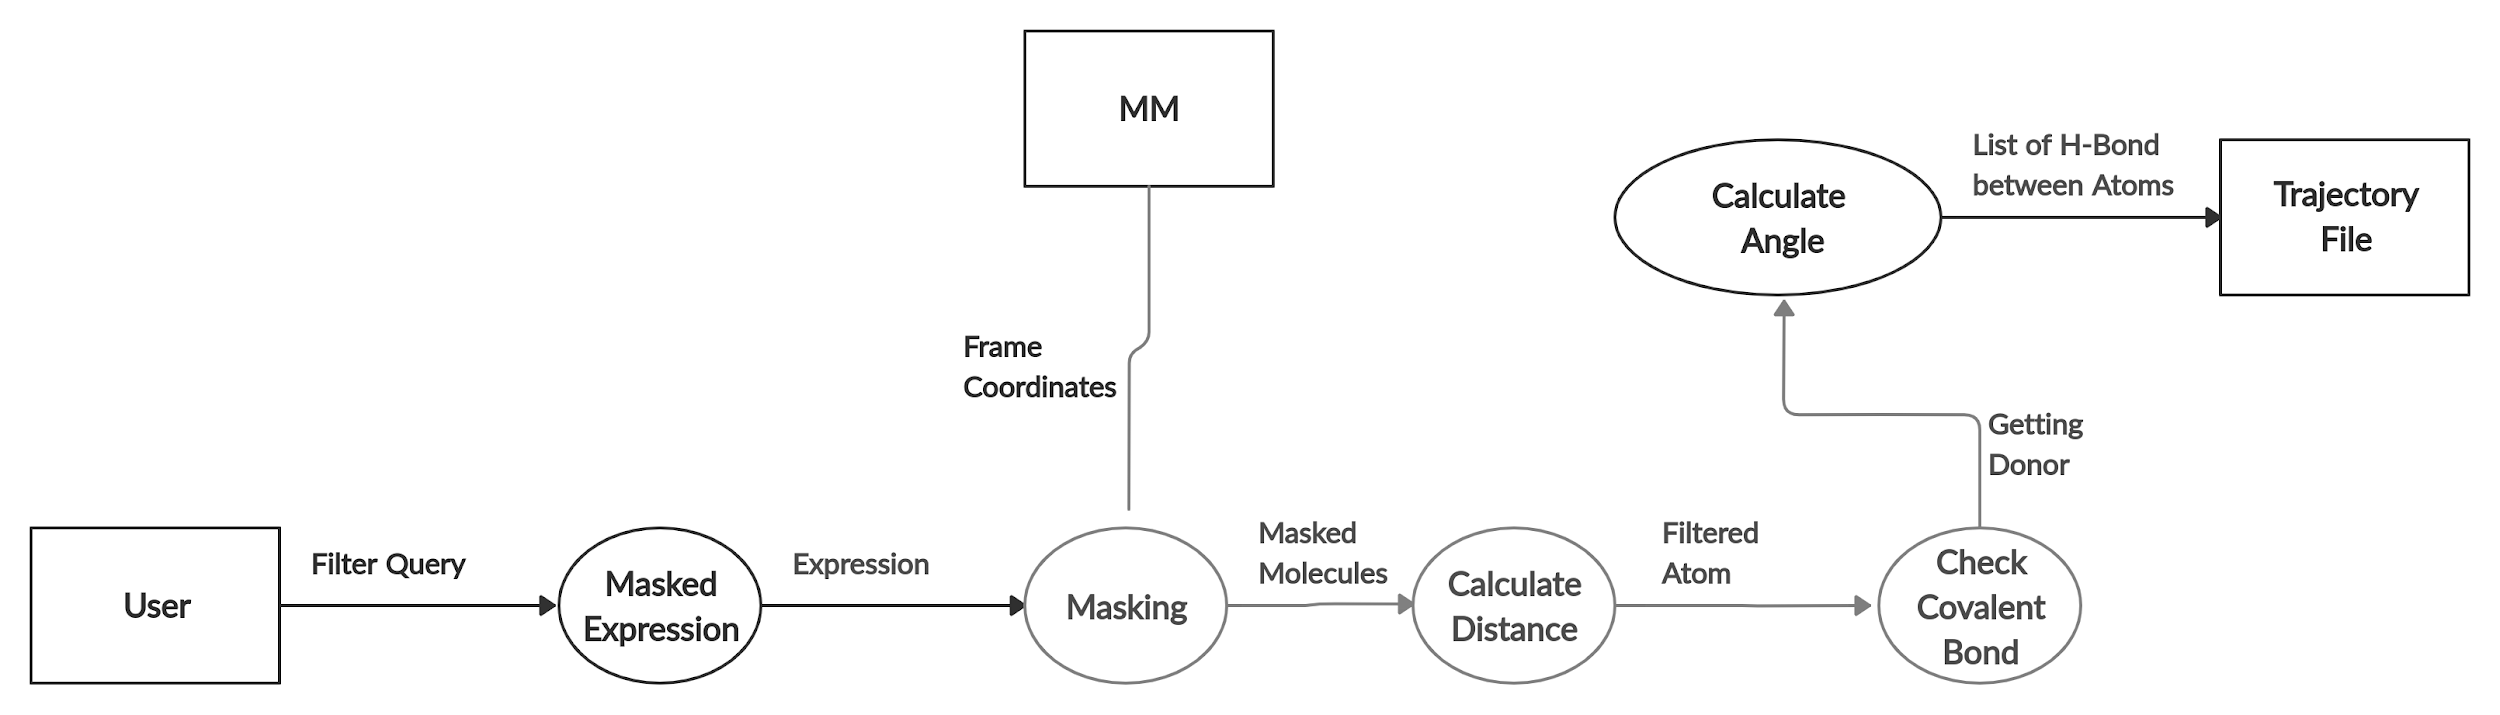 MM
List of H-Bond
between Atoms
Calculate
Angle
Trajectory
File
Frame
Coordinates
Getting
Donor
User
Filter Query
Masked
Expression
Expression
Masking
Masked
Molecules
Calculate
Distance
Filtered
Atom
Check
Covalent
Bond